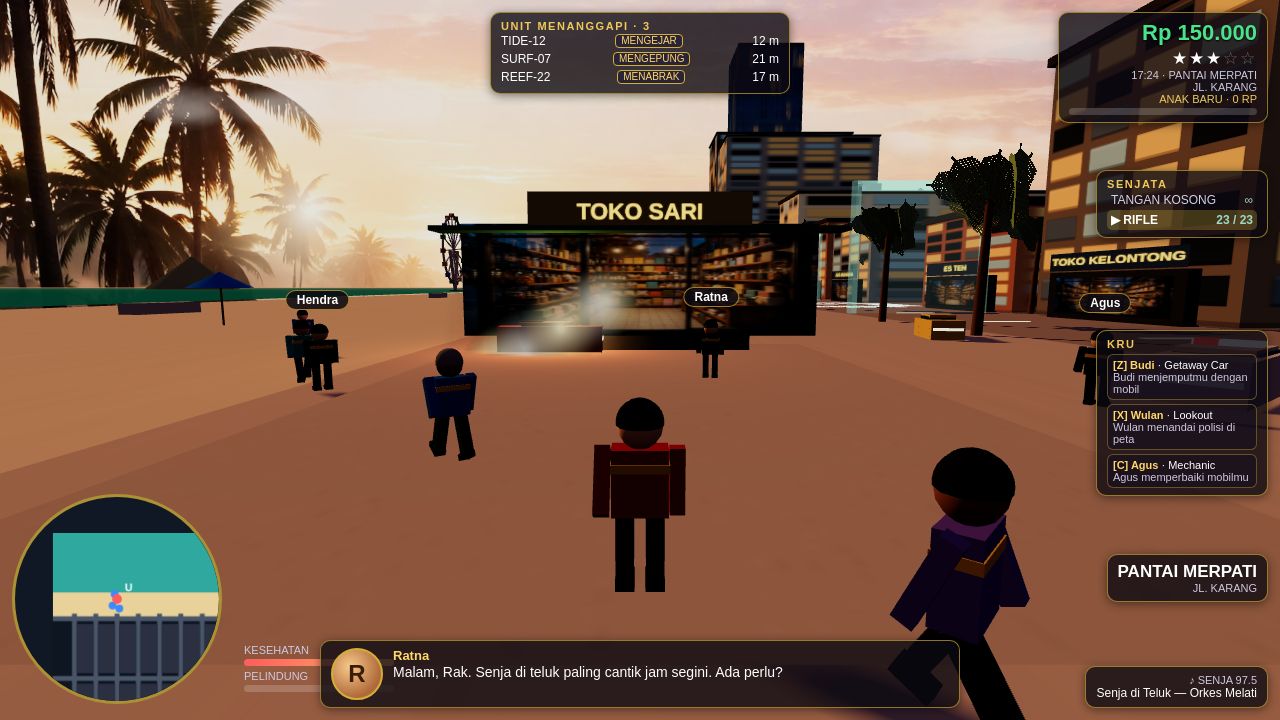 UNIT MENANGGAPI · 3
TIDE-12 MENGEJAR 12 m
SURF-07 MENGEPUNG 21 m
REEF-22 MENABRAK 17 m
Rp 150.000
★★★☆☆
17:24 · PANTAI MERPATI
JL. KARANG
ANAK BARU · 0 RP
SENJATA
TANGAN KOSONG ∞
▶ RIFLE 23 / 23
TOKO SARI
ES TEN
TOKO KELONTONG
Hendra
Ratna
Agus
KRU
[Z] Budi · Getaway Car
Budi menjemputmu dengan
mobil
[X] Wulan · Lookout
Wulan menandai polisi di
peta
[C] Agus · Mechanic
Agus memperbaiki mobilmu
U
PANTAI MERPATI
JL. KARANG
KESEHATAN
PELINDUNG
R
Ratna
Malam, Rak. Senja di teluk paling cantik jam segini. Ada perlu?
♪ SENJA 97.5
Senja di Teluk — Orkes Melati